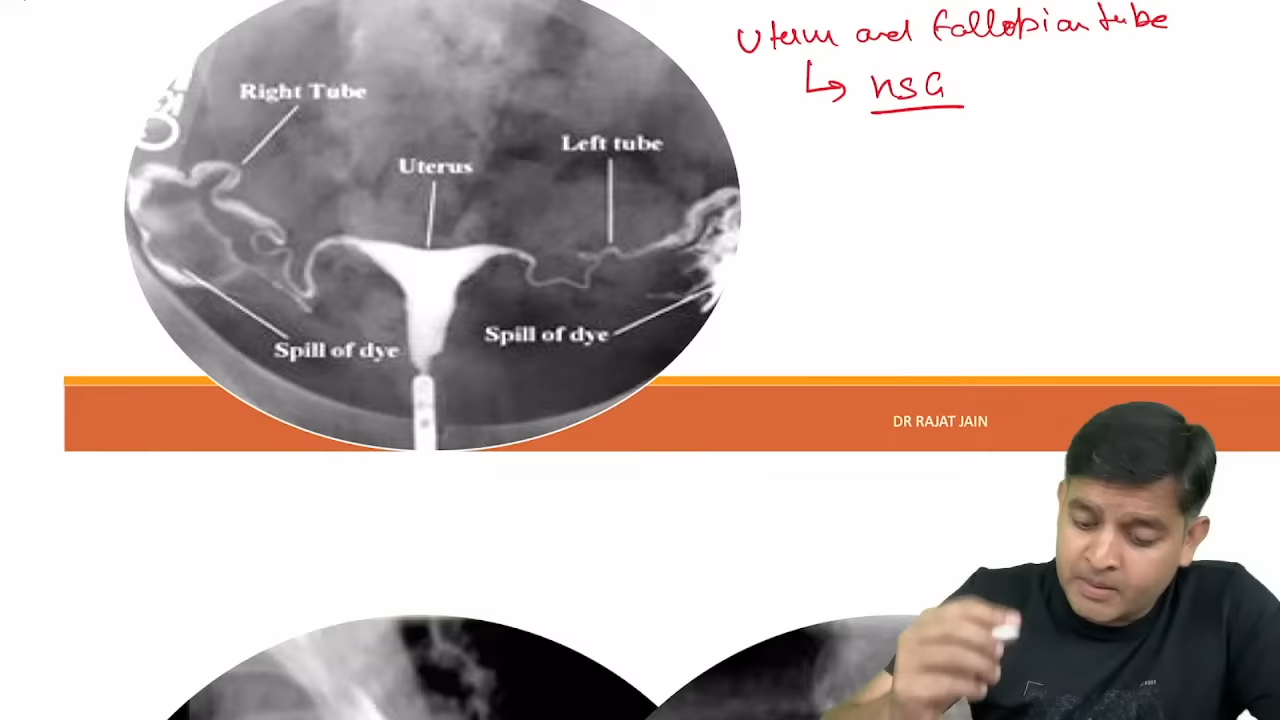 Uterus and fallopian tube
↳ HSG
Right Tube
Left tube
Uterus
Spill of dye
Spill of dye
DR RAJAT JAIN